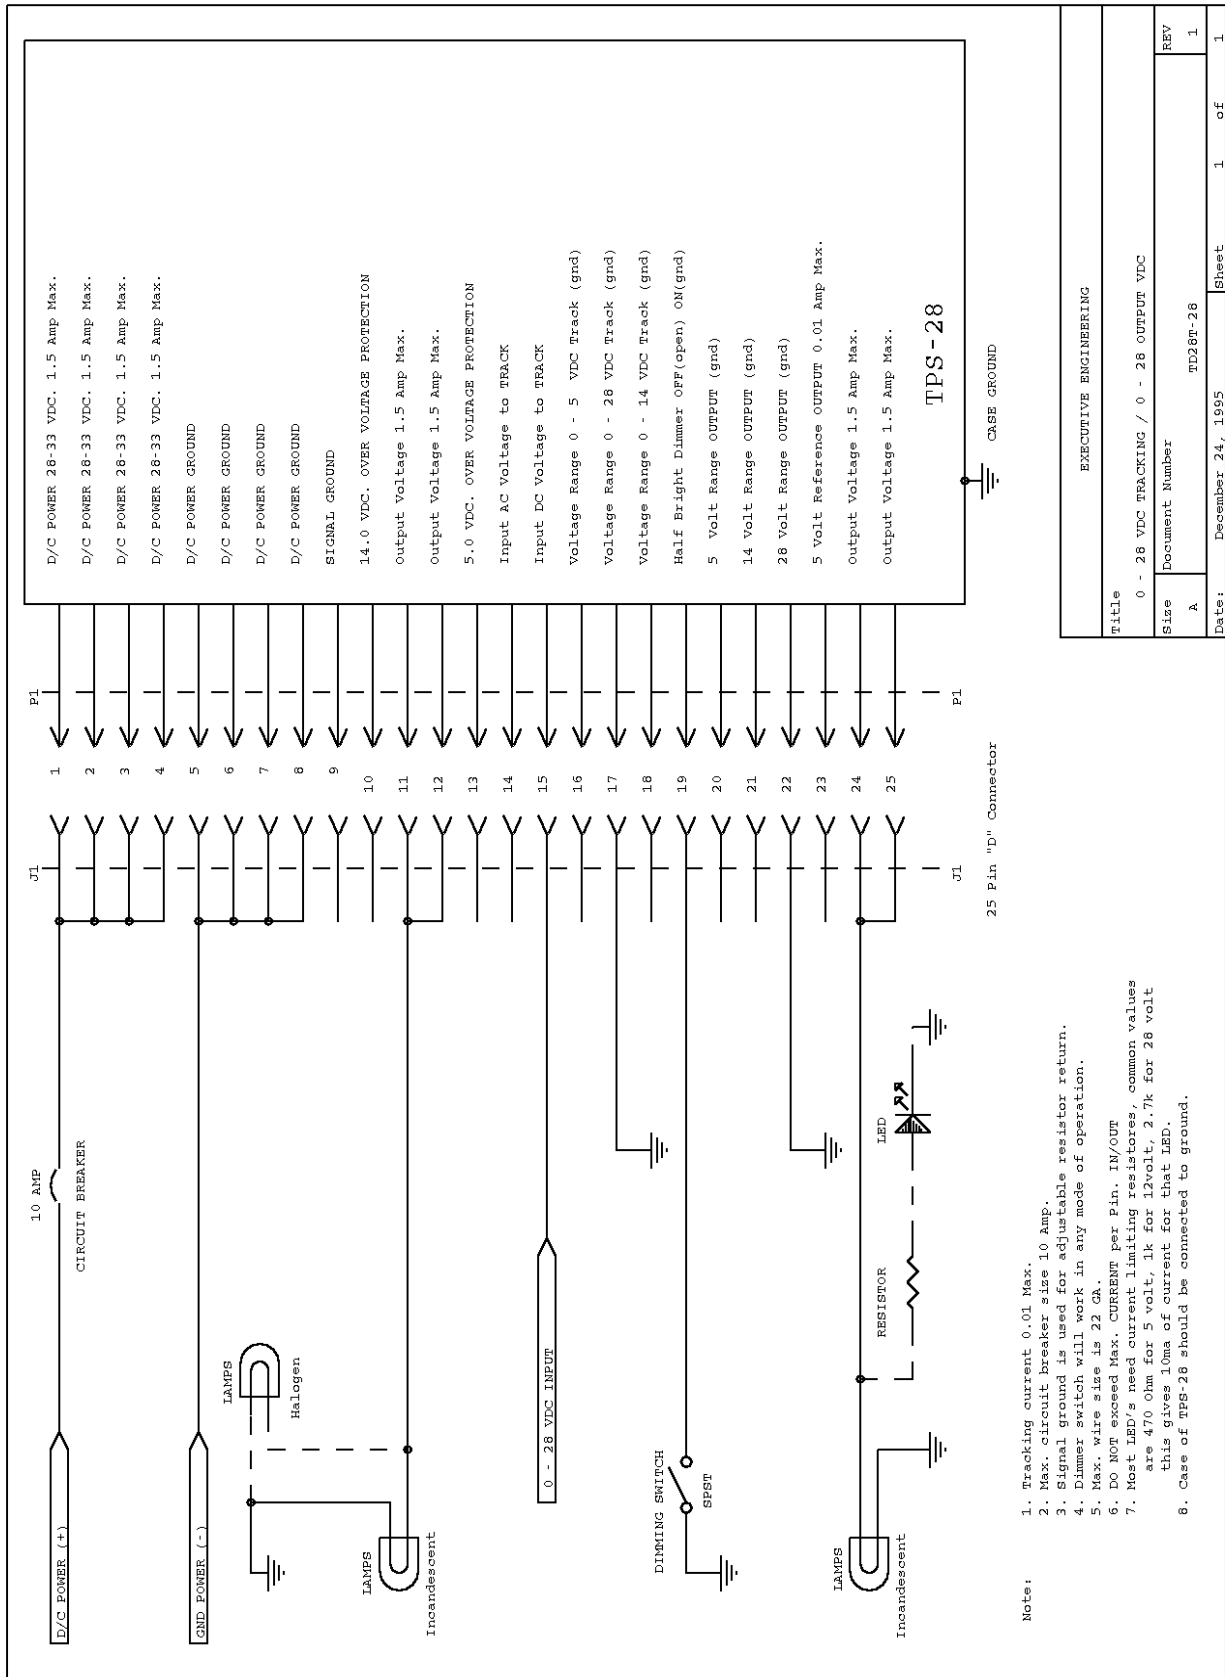 D/C POWER (+)
10 AMP
CIRCUIT BREAKER
GND POWER (-)
LAMPS
Halogen
LAMPS
Incandescent
0 - 28 VDC INPUT
DIMMING SWITCH
SPST
LAMPS
Incandescent
RESISTOR
LED
J1
P1
1 D/C POWER 28-33 VDC. 1.5 Amp Max.
2 D/C POWER 28-33 VDC. 1.5 Amp Max.
3 D/C POWER 28-33 VDC. 1.5 Amp Max.
4 D/C POWER 28-33 VDC. 1.5 Amp Max.
5 D/C POWER GROUND
6 D/C POWER GROUND
7 D/C POWER GROUND
8 D/C POWER GROUND
9 SIGNAL GROUND
10 14.0 VDC. OVER VOLTAGE PROTECTION
11 Output Voltage 1.5 Amp Max.
12 Output Voltage 1.5 Amp Max.
13 5.0 VDC. OVER VOLTAGE PROTECTION
14 Input AC Voltage to TRACK
15 Input DC Voltage to TRACK
16 Voltage Range 0 - 5 VDC Track (gnd)
17 Voltage Range 0 - 28 VDC Track (gnd)
18 Voltage Range 0 - 14 VDC Track (gnd)
19 Half Bright Dimmer OFF(open) ON(gnd)
20 5 Volt Range OUTPUT (gnd)
21 14 Volt Range OUTPUT (gnd)
22 28 Volt Range OUTPUT (gnd)
23 5 Volt Reference OUTPUT 0.01 Amp Max.
24 Output Voltage 1.5 Amp Max.
25 Output Voltage 1.5 Amp Max.
J1
P1
25 Pin "D" Connector
TPS-28
CASE GROUND
Note:
1. Tracking current 0.01 Max.
2. Max. circuit breaker size 10 Amp.
3. Signal ground is used for adjustable resistor return.
4. Dimmer switch will work in any mode of operation.
5. Max. wire size is 22 GA.
6. DO NOT exceed Max. CURRENT per Pin. IN/OUT
7. Most LED's need current limiting resistores, common values
are 470 Ohm for 5 volt, 1k for 12volt, 2.7k for 28 volt
this gives 10ma of current for that LED.
8. Case of TPS-28 should be connected to ground.
EXECUTIVE ENGINEERING
Title
0 - 28 VDC TRACKING / 0 - 28 OUTPUT VDC
Size Document Number REV
A TD28T-28 1
Date: December 24, 1995 Sheet 1 of 1